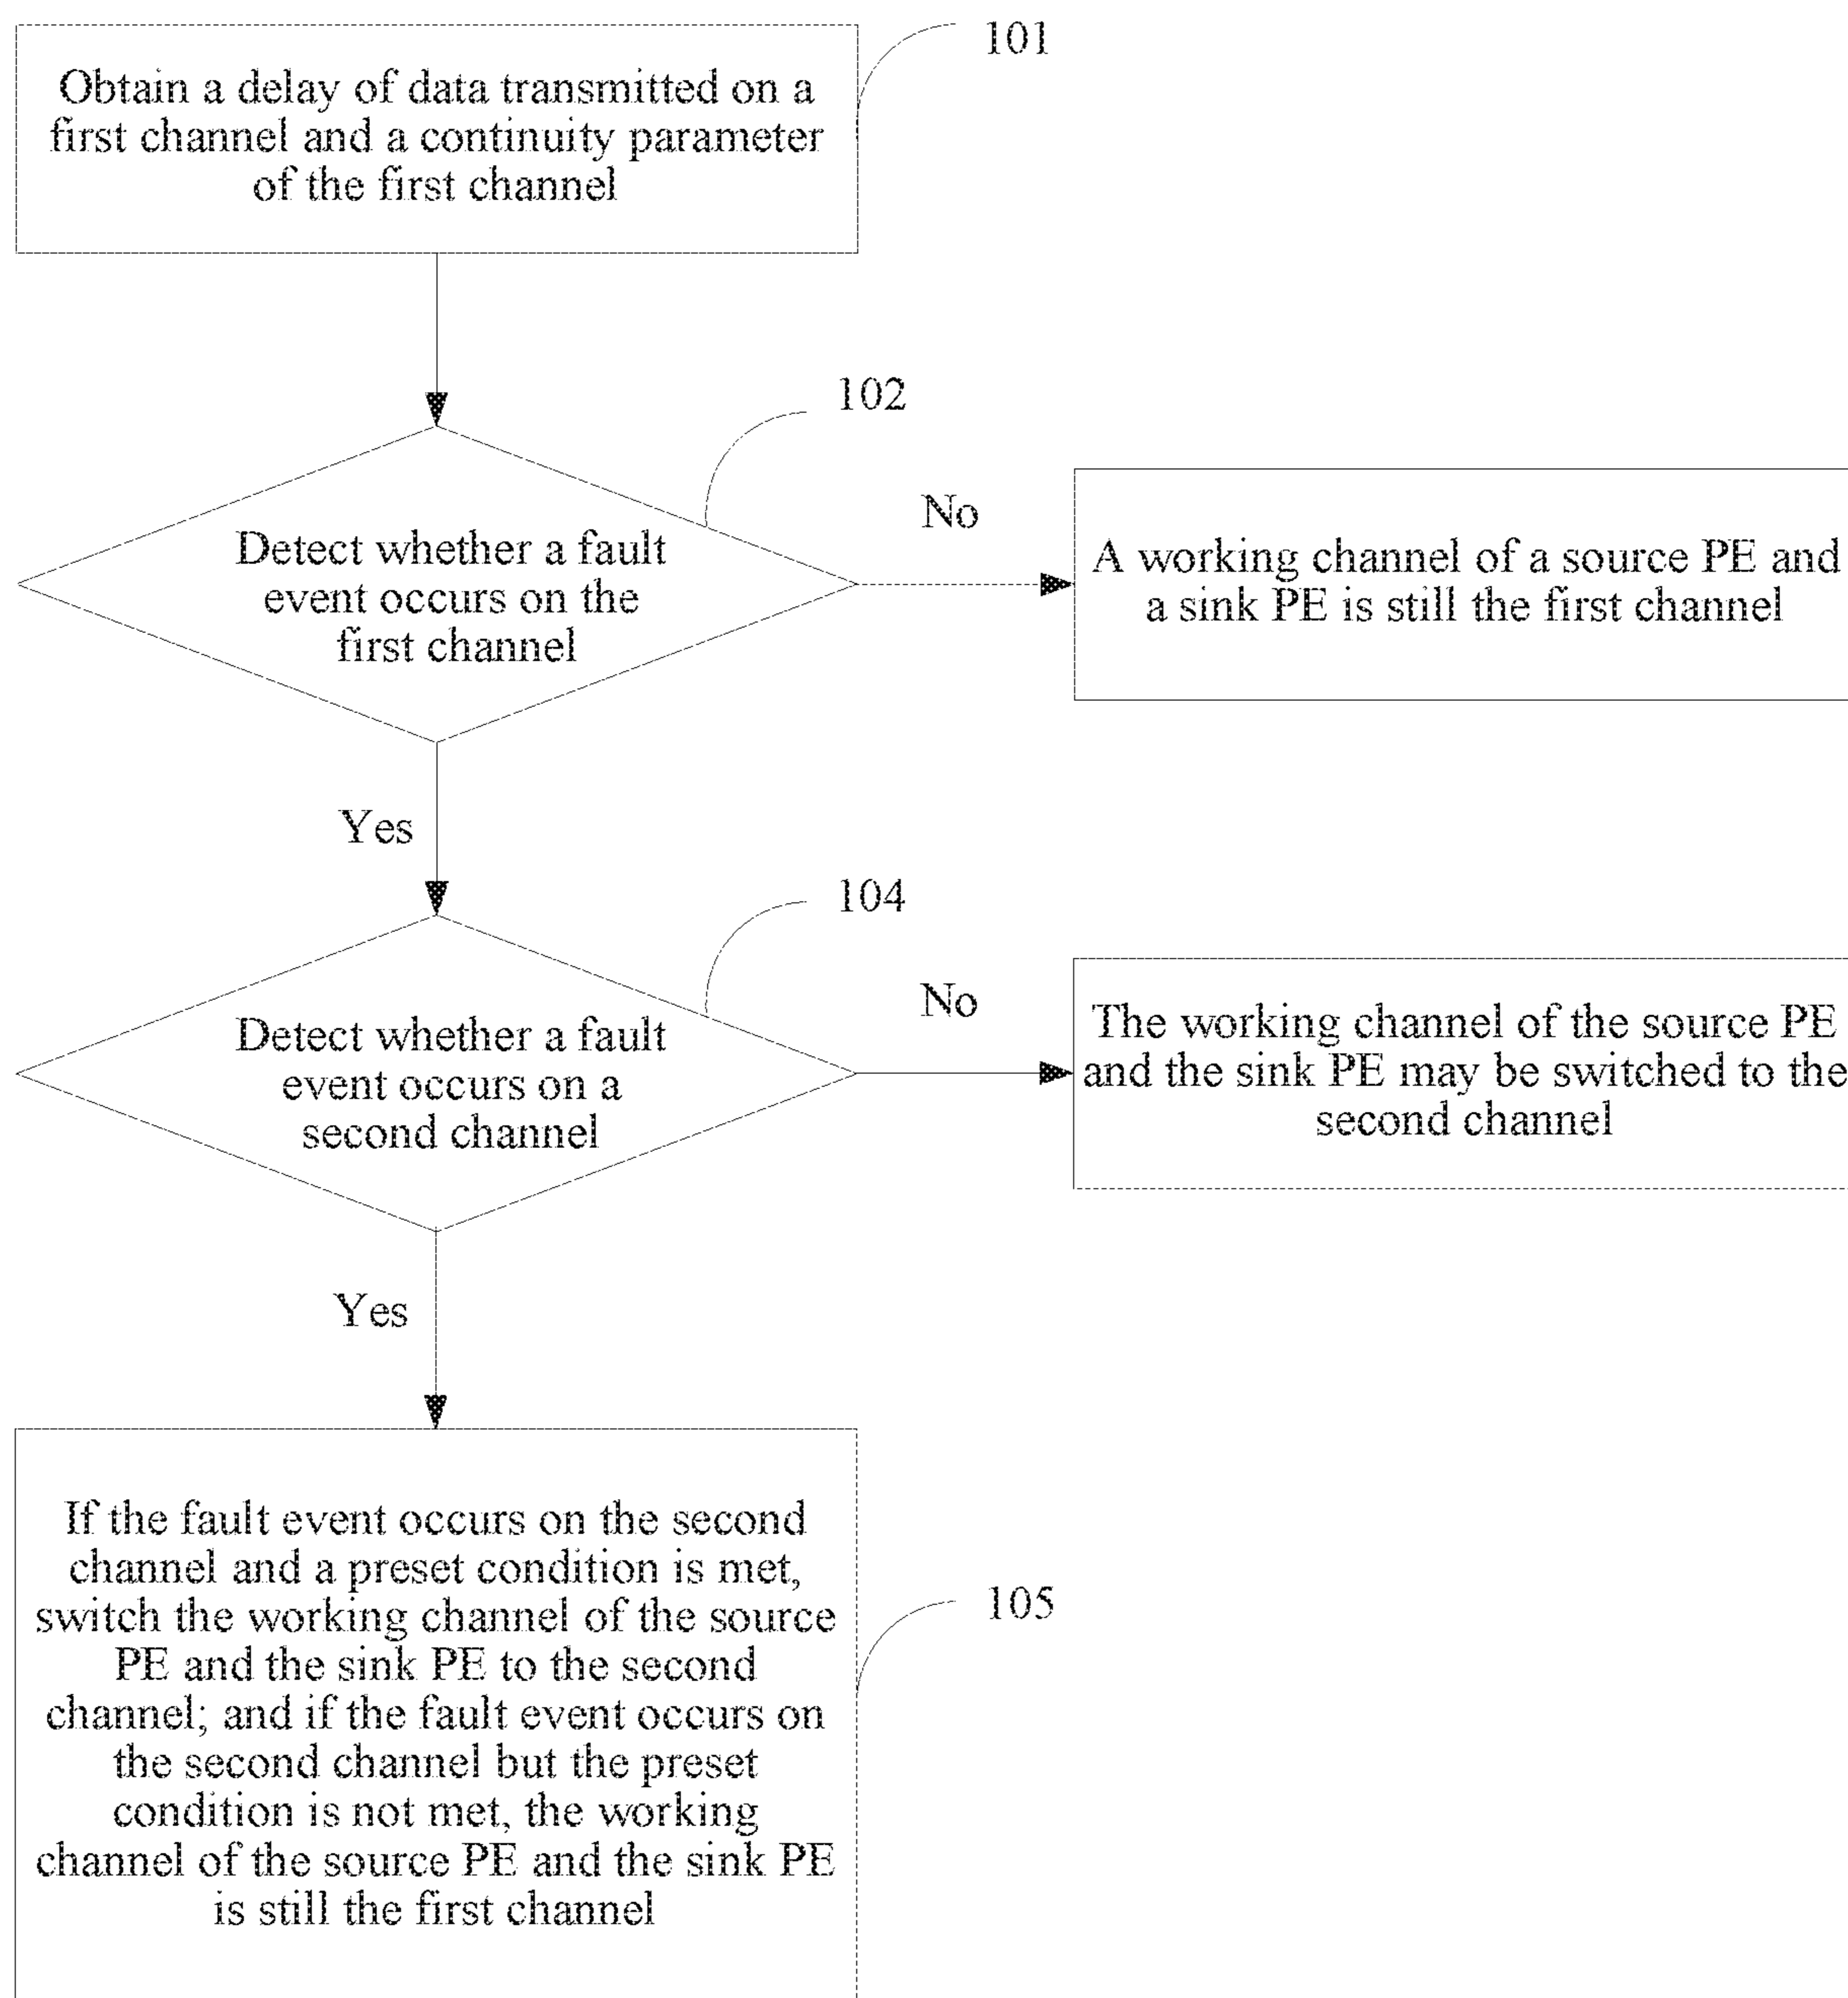 101
Obtain a delay of data transmitted on a
first channel and a continuity parameter
of the first channel
102
Detect whether a fault
event occurs on the
first channel
No
A working channel of a source PE and
a sink PE is still the first channel
Yes
104
Detect whether a fault
event occurs on a
second channel
No
The working channel of the source PE
and the sink PE may be switched to the
second channel
Yes
If the fault event occurs on the second
channel and a preset condition is met,
switch the working channel of the source
PE and the sink PE to the second
channel; and if the fault event occurs on
the second channel but the preset
condition is not met, the working
channel of the source PE and the sink PE
is still the first channel
105